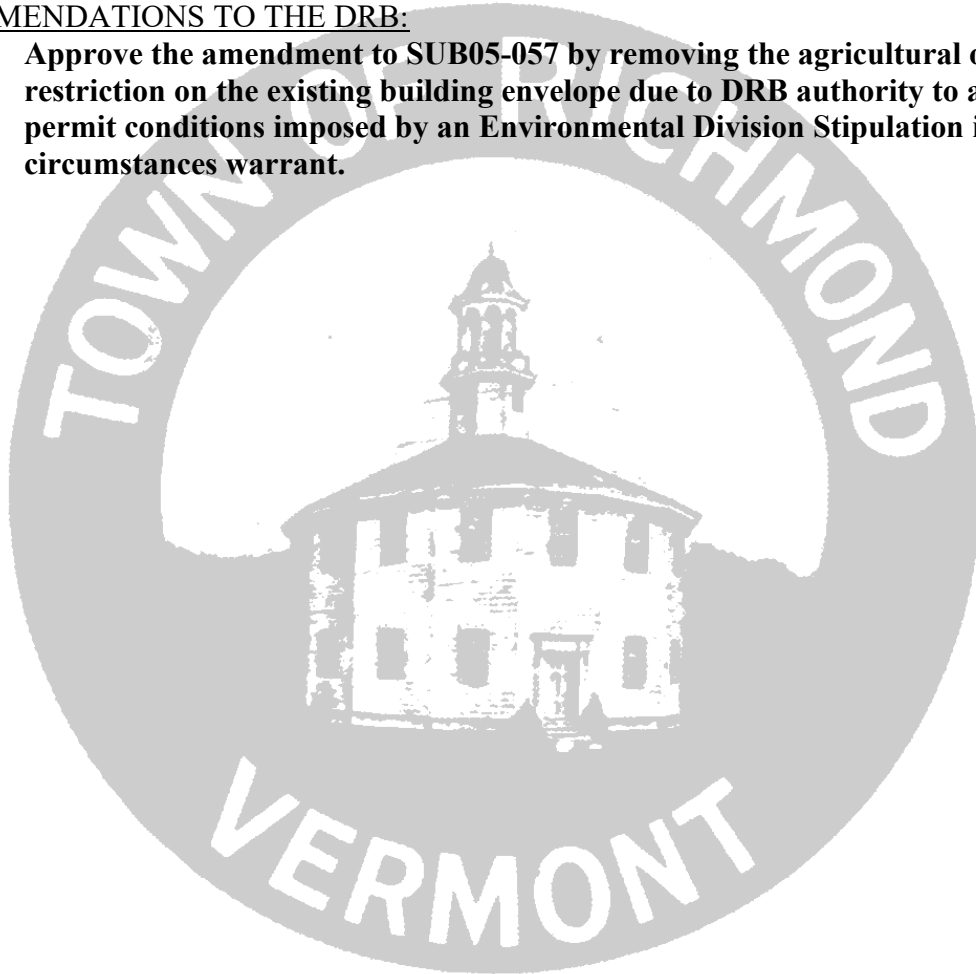 MENDATIONS TO THE DRB:
Approve the amendment to SUB05-057 by removing the agricultural
restriction on the existing building envelope due to DRB authority to
permit conditions imposed by an Environmental Division Stipulation
circumstances warrant.
TOWN OF RICHMOND
VERMONT